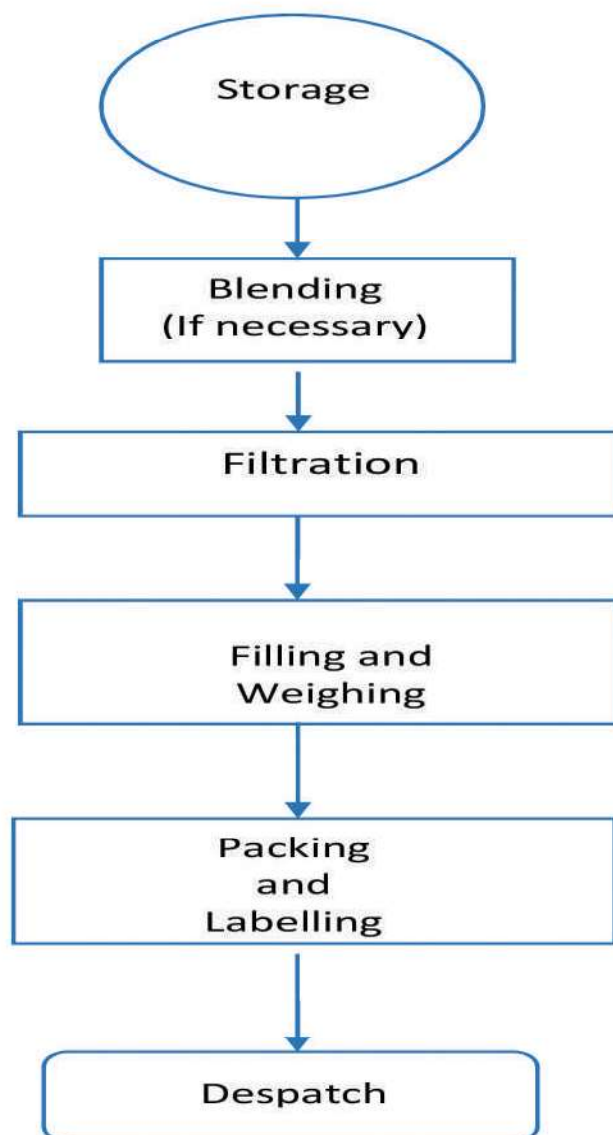 Storage
Blending
(If necessary)
Filtration
Filling and
Weighing
Packing
and
Labelling
Despatch